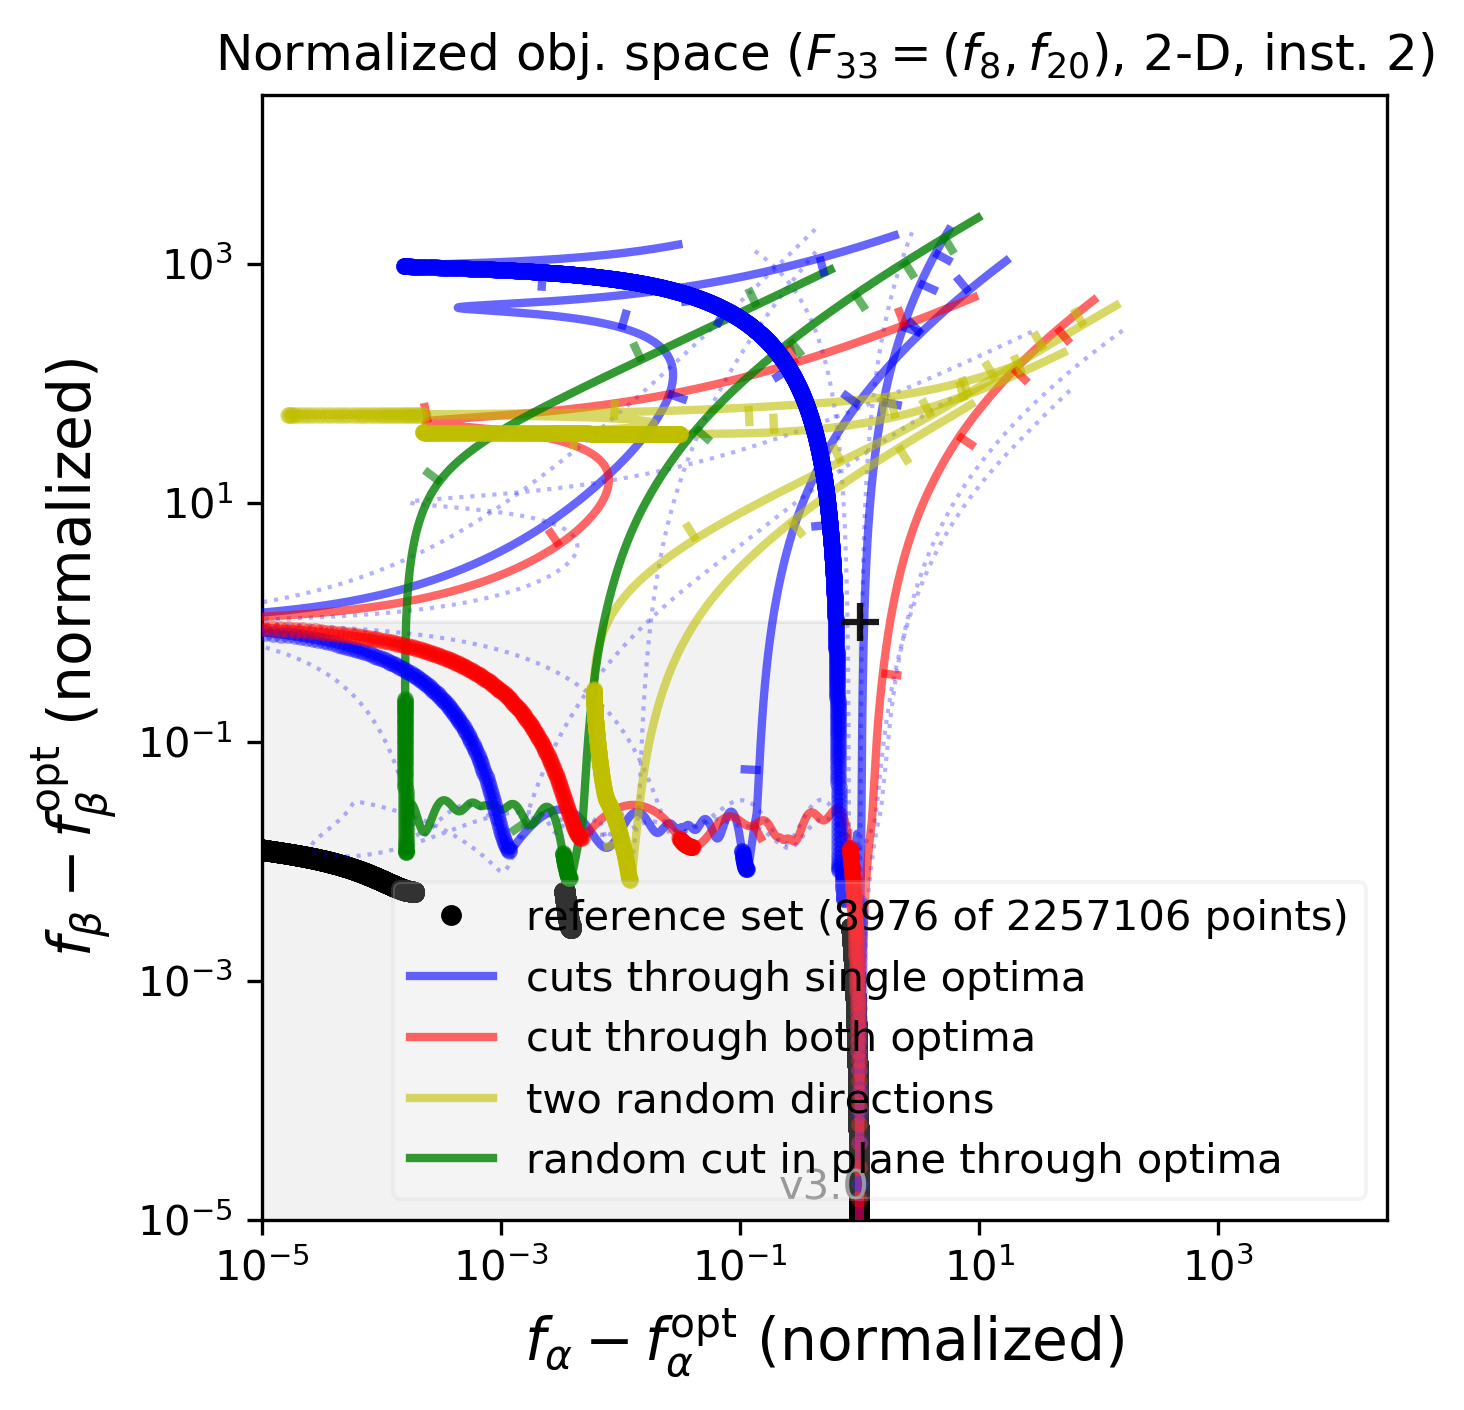 Normalized obj. space (F₃₃ = (f₈, f₂₀), 2-D, inst. 2)
10³
10¹
10⁻¹
10⁻³
10⁻⁵
f_β − f_β^opt (normalized)
reference set (8976 of 2257106 points)
cuts through single optima
cut through both optima
two random directions
random cut in plane through optima
v3.0
10⁻⁵ 10⁻³ 10⁻¹ 10¹ 10³
f_α − f_α^opt (normalized)